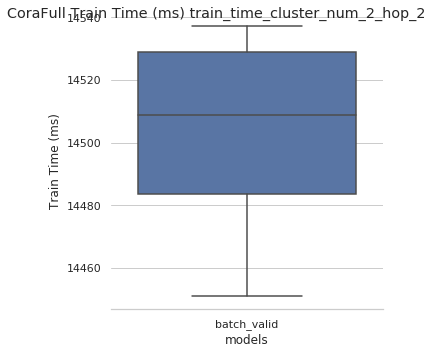 CoraFull Train Time (ms) train_time_cluster_num_2_hop_2
14540
14520
14500
14480
14460
Train Time (ms)
batch_valid
models